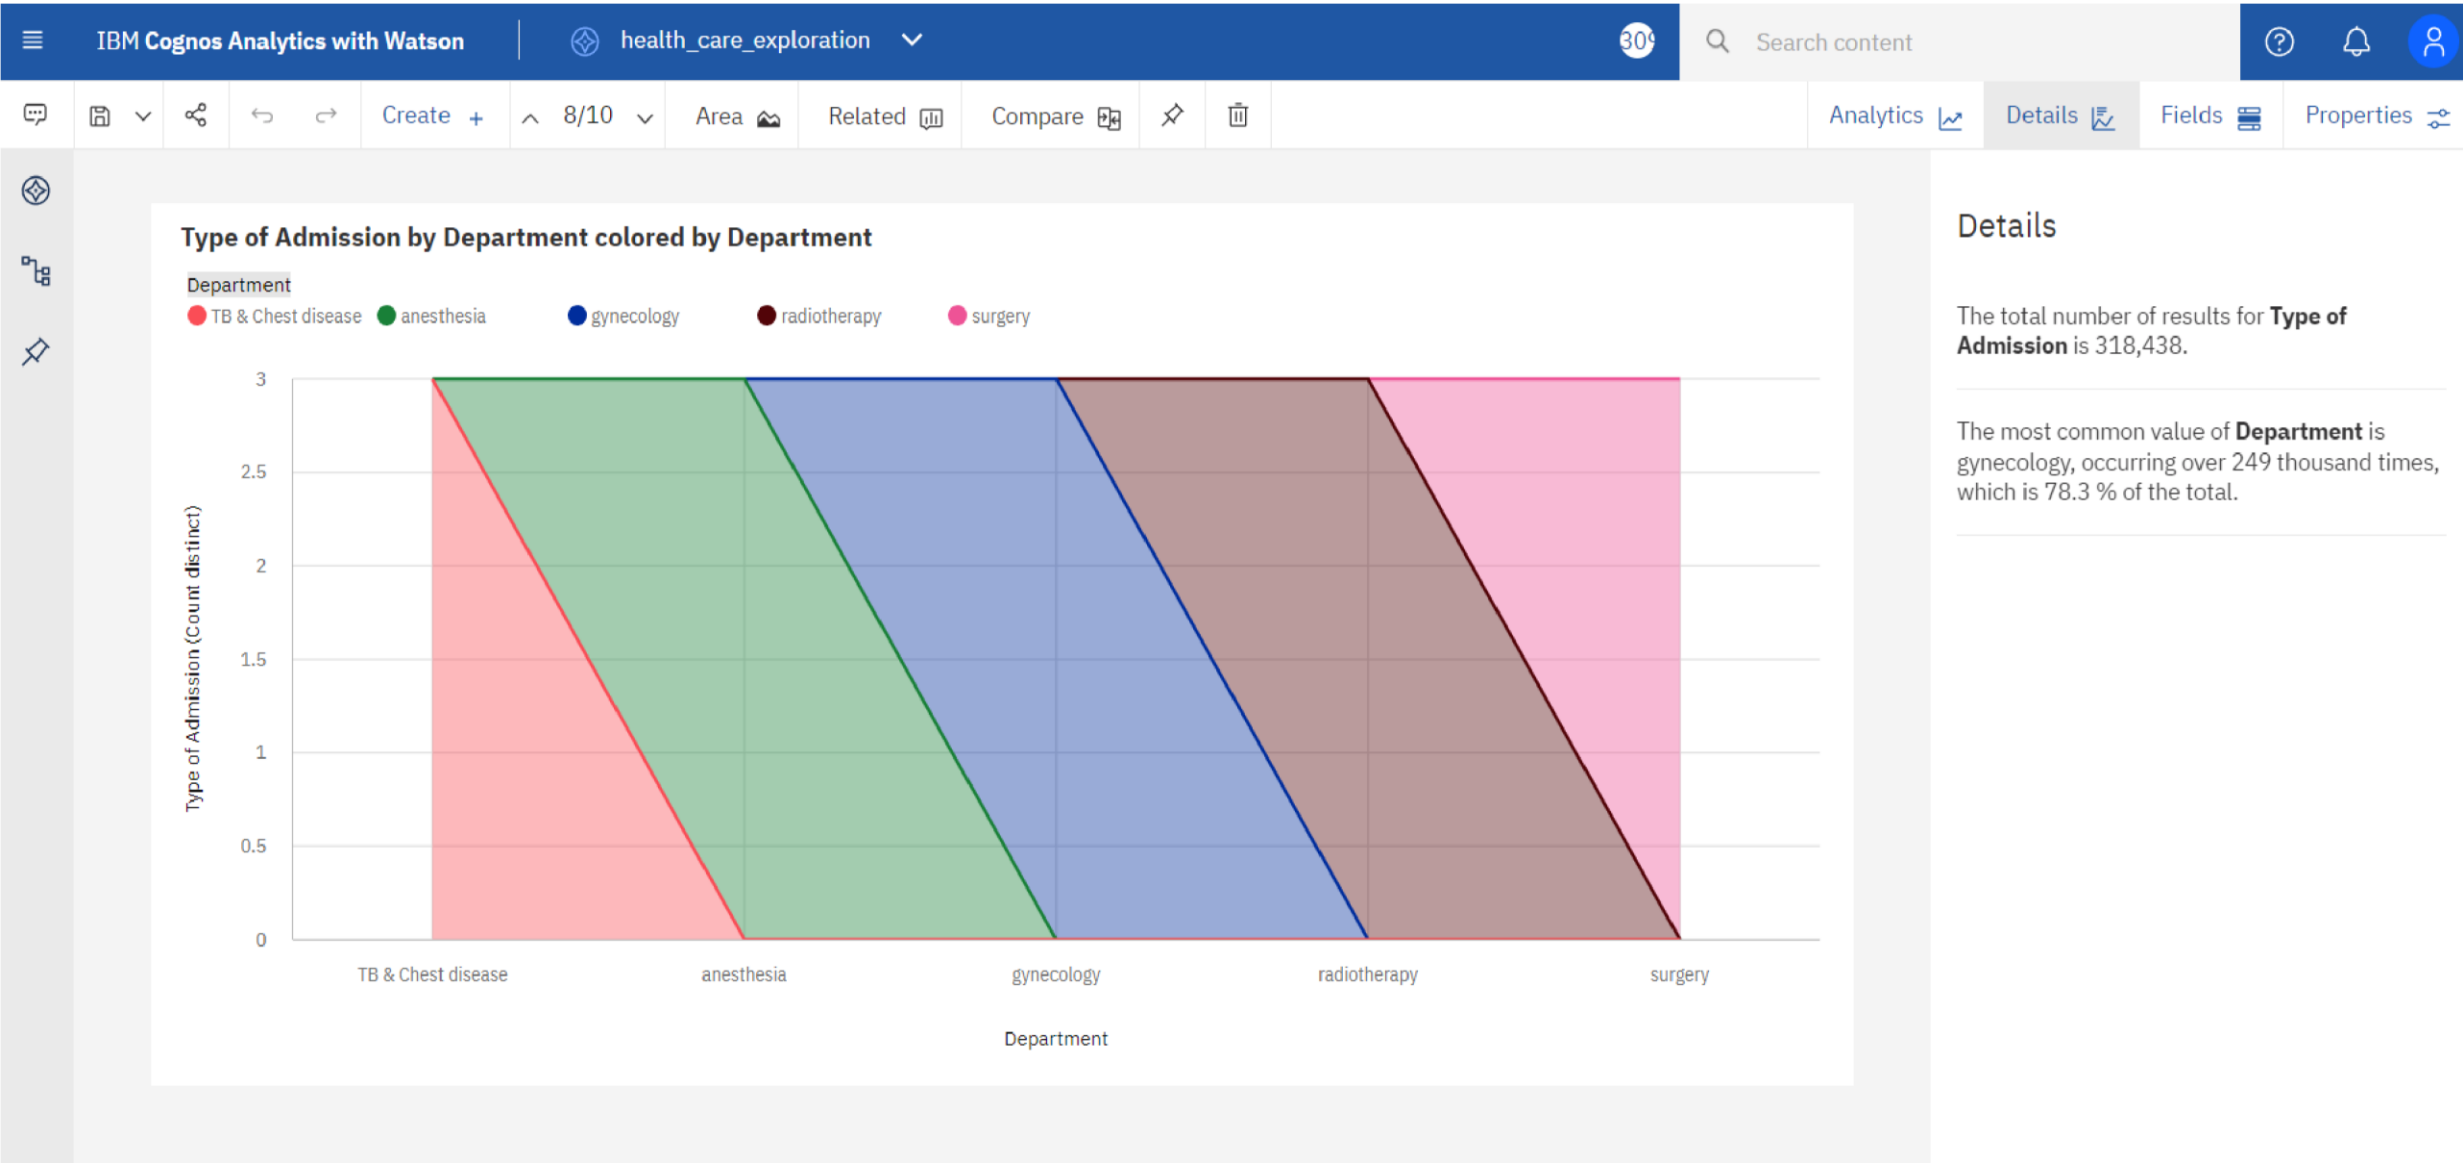 IBM Cognos Analytics with Watson
health_care_exploration
Search content
Create +
8/10
Area
Related
Compare
Analytics
Details
Fields
Properties
Type of Admission by Department colored by Department
Department
TB & Chest disease
anesthesia
gynecology
radiotherapy
surgery
Type of Admission (Count distinct)
3
2.5
2
1.5
1
0.5
0
TB & Chest disease
anesthesia
gynecology
radiotherapy
surgery
Department
Details
The total number of results for Type of
Admission is 318,438.
The most common value of Department is
gynecology, occurring over 249 thousand times,
which is 78.3 % of the total.